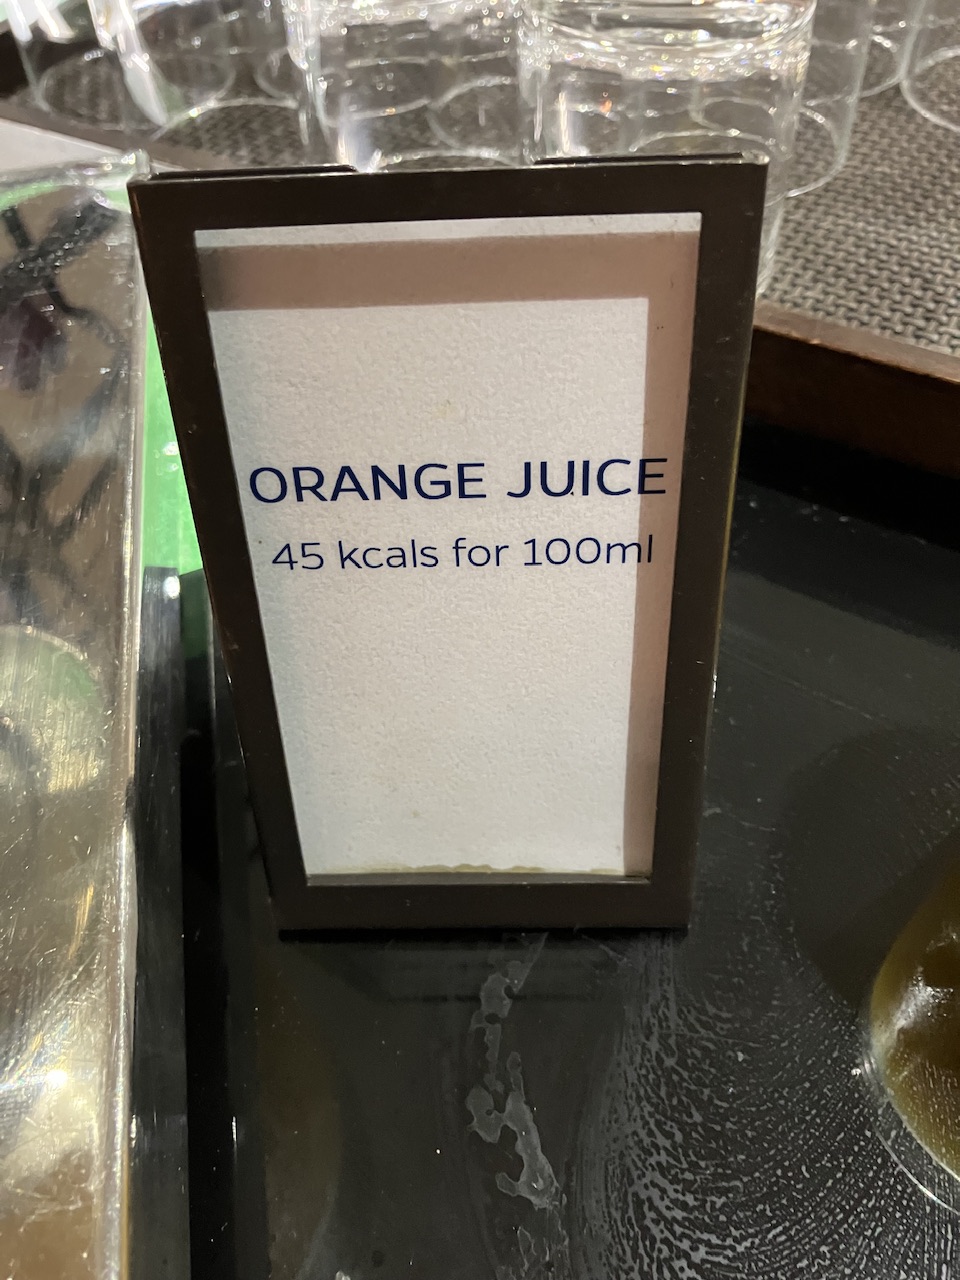 ORANGE JUICE
45 kcals for 100ml